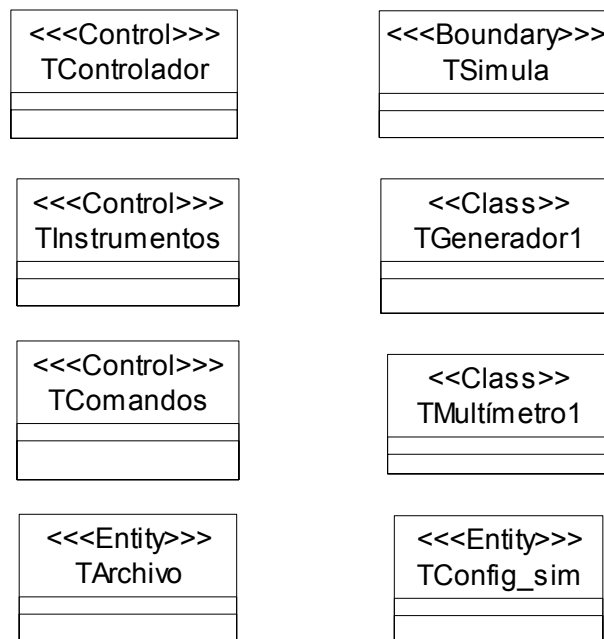 <<<Control>>>
TControlador
<<<Boundary>>>
TSimula
<<<Control>>>
TInstrumentos
<<Class>>
TGenerador1
<<<Control>>>
TComandos
<<Class>>
TMultímetro1
<<<Entity>>>
TArchivo
<<<Entity>>>
TConfig_sim